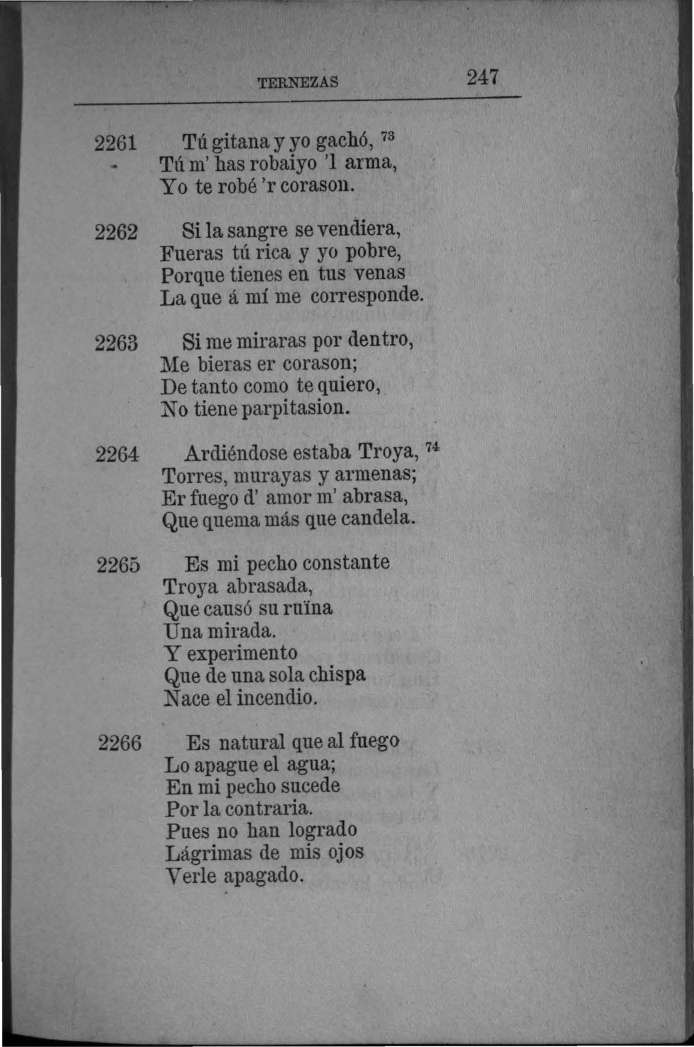 TERNEZAS 247
2261 Tú gitana y yo gachó, 73
Tú m' has robaiyo 'l arma,
Yo te robé 'r corason.
2262 Si la sangre se vendiera,
Fueras tú rica y yo pobre,
Porque tienes en tus venas
La que á mí me corresponde.
2263 Si me miraras por dentro,
Me bieras er corason;
De tanto como te quiero,
No tiene parpitasion.
2264 Ardiéndose estaba Troya, 74
Torres, murayas y armenas;
Er fuego d' amor m' abrasa,
Que quema más que candela.
2265 Es mi pecho constante
Troya abrasada,
Que causó su ruïna
Una mirada.
Y experimento
Que de una sola chispa
Nace el incendio.
2266 Es natural que al fuego
Lo apague el agua;
En mi pecho sucede
Por la contraria.
Pues no han logrado
Lágrimas de mis ojos
Verle apagado.